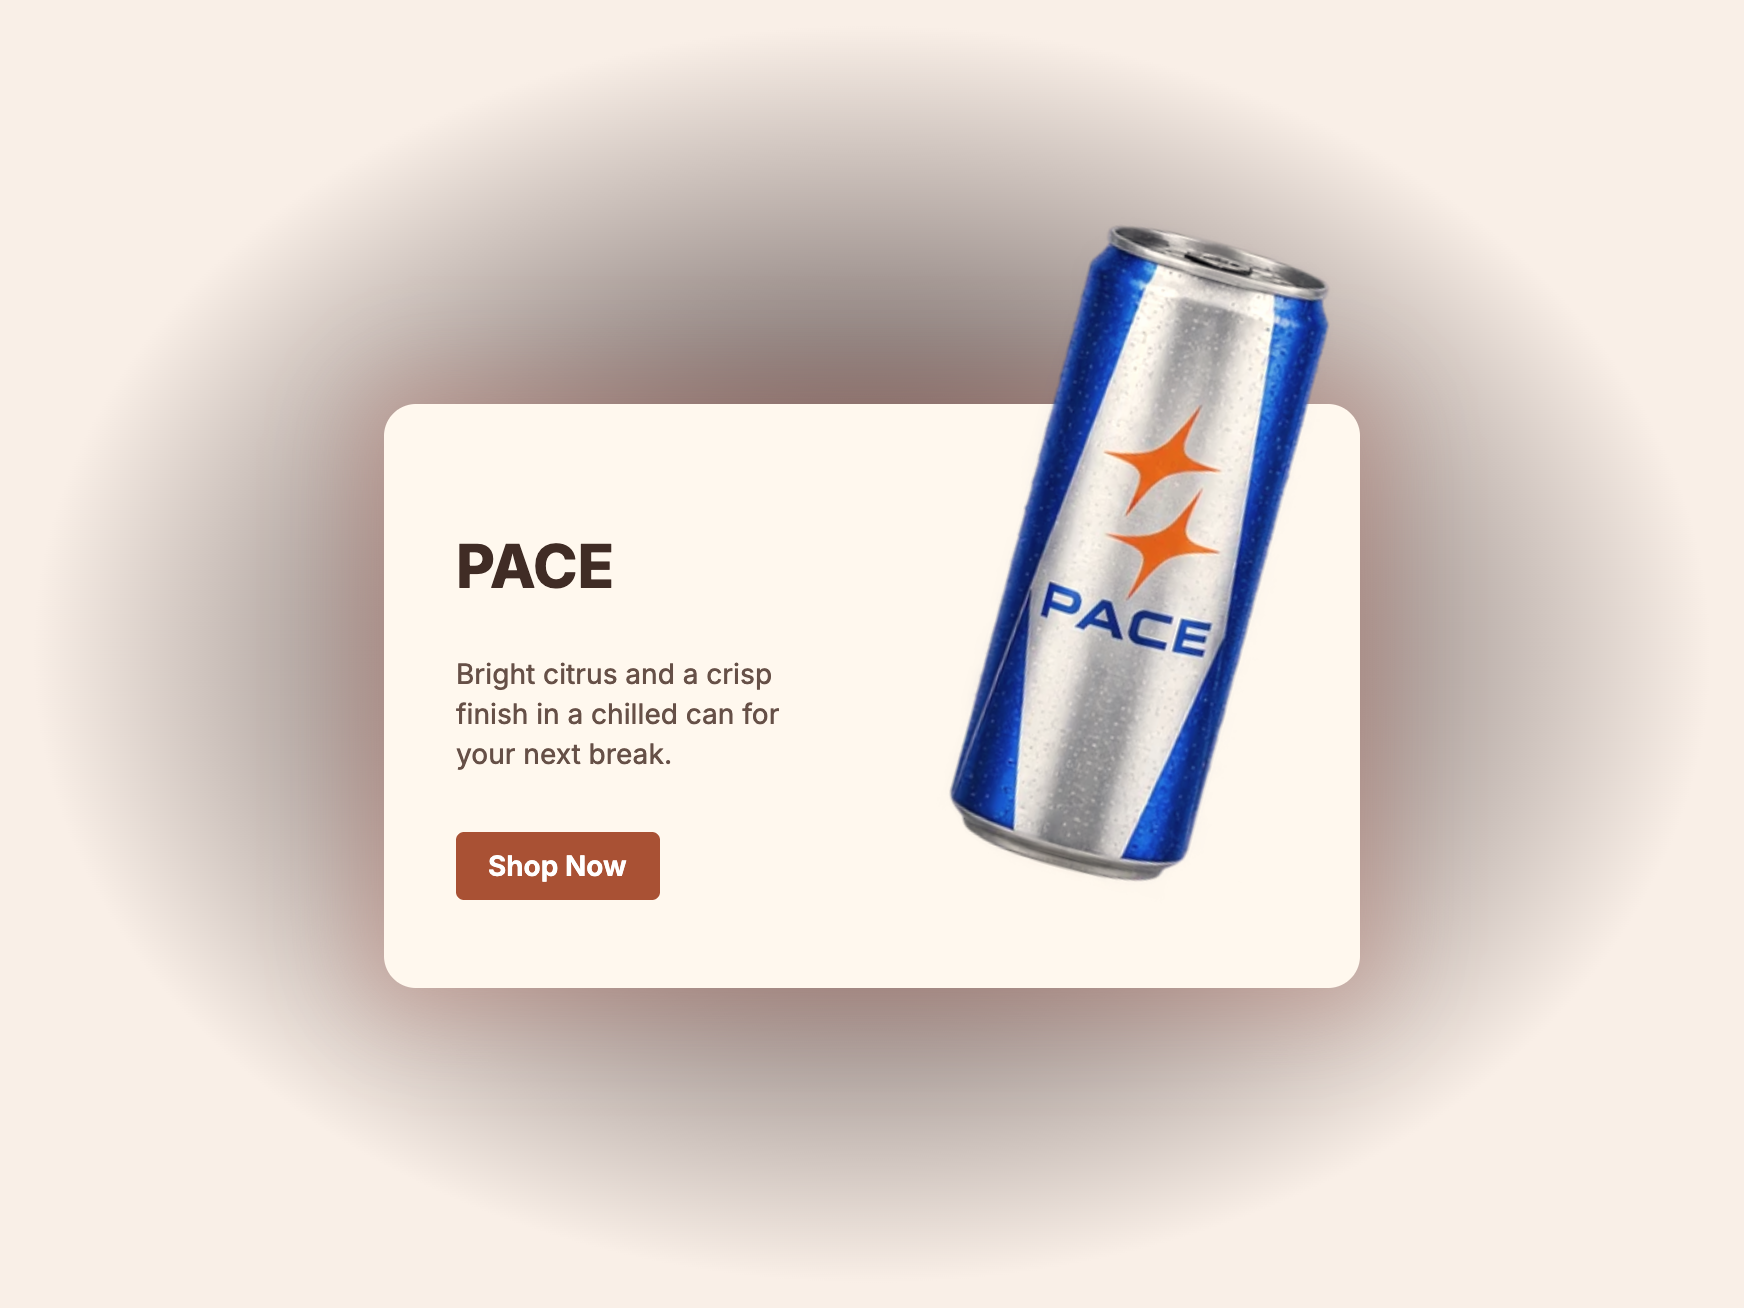 PACE
Bright citrus and a crisp
finish in a chilled can for
your next break.
Shop Now
PACE